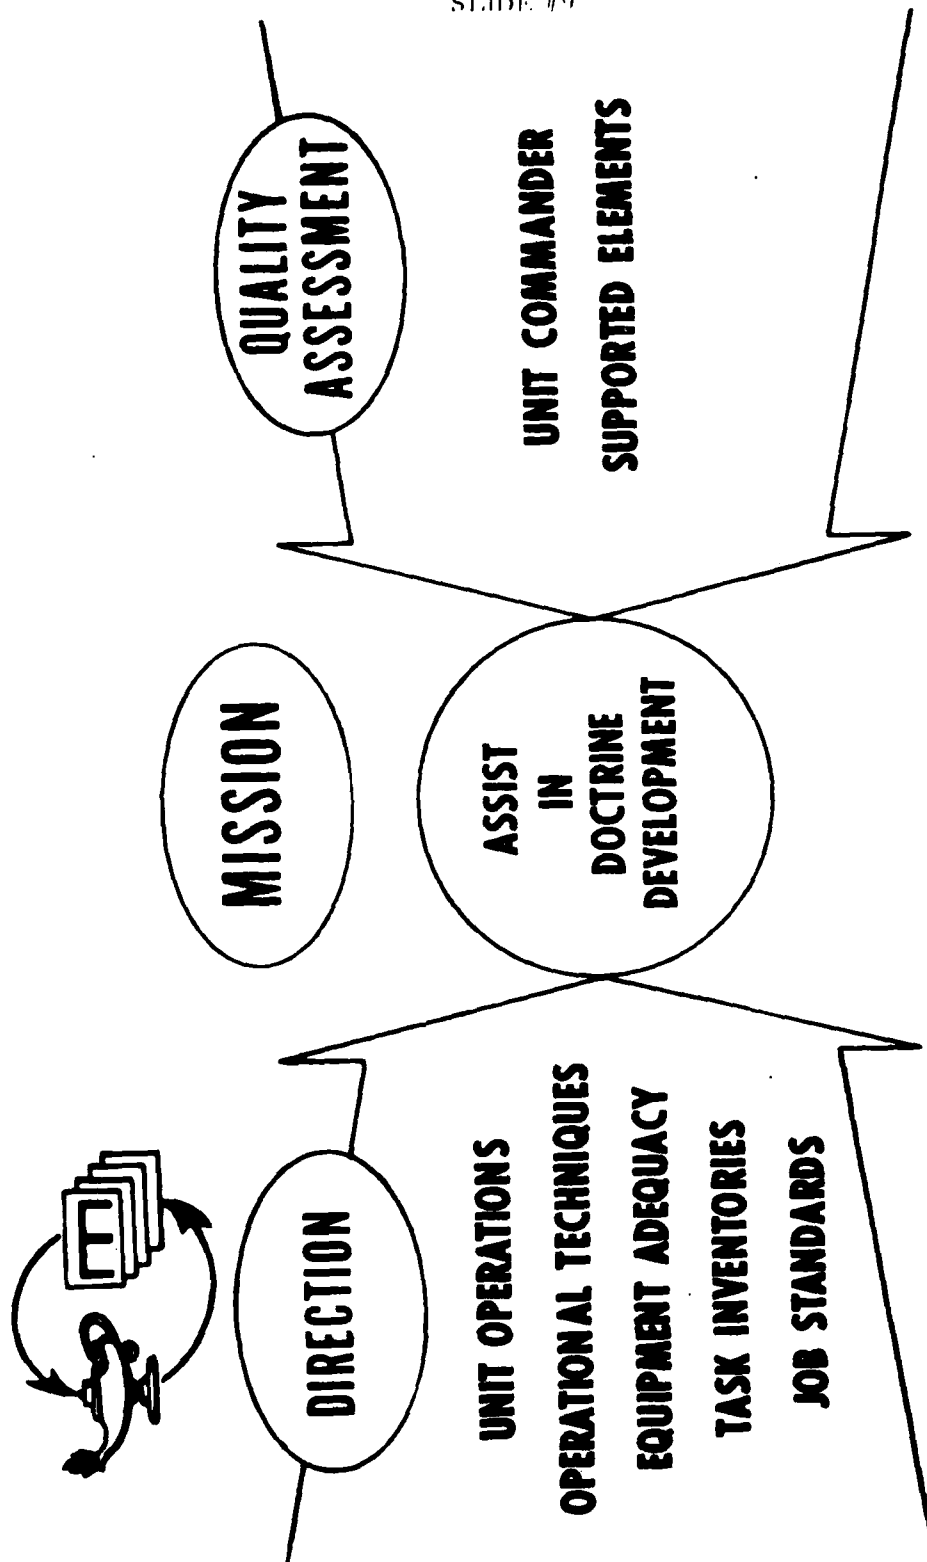 DIRECTION
UNIT OPERATIONS
OPERATIONAL TECHNIQUES
EQUIPMENT ADEQUACY
TASK INVENTORIES
JOB STANDARDS
MISSION
ASSIST
IN
DOCTRINE
DEVELOPMENT
QUALITY
ASSESSMENT
UNIT COMMANDER
SUPPORTED ELEMENTS
SLIDE